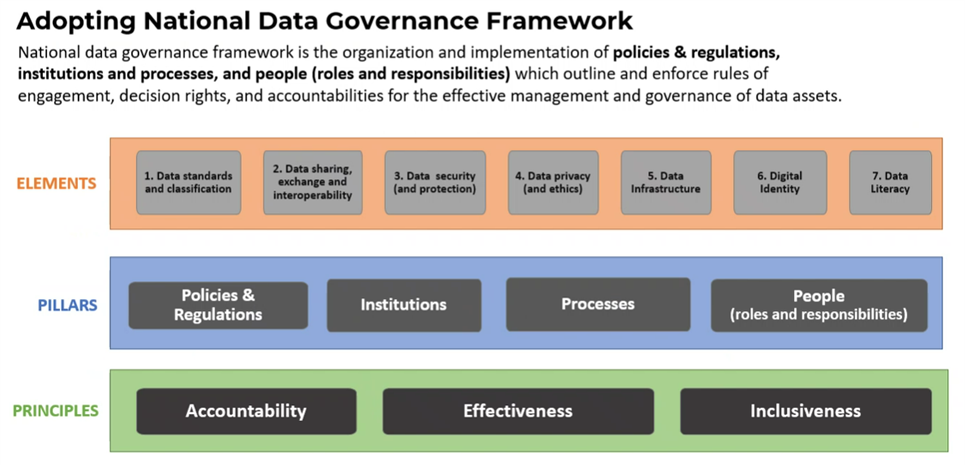 Adopting National Data Governance Framework
National data governance framework is the organization and implementation of policies & regulations,
institutions and processes, and people (roles and responsibilities) which outline and enforce rules of
engagement, decision rights, and accountabilities for the effective management and governance of data assets.
ELEMENTS
1. Data standards
and classification
2. Data sharing,
exchange and
interoperability
3. Data security
(and protection)
4. Data privacy
(and ethics)
5. Data
Infrastructure
6. Digital
Identity
7. Data
Literacy
PILLARS
Policies &
Regulations
Institutions
Processes
People
(roles and responsibilities)
PRINCIPLES
Accountability
Effectiveness
Inclusiveness